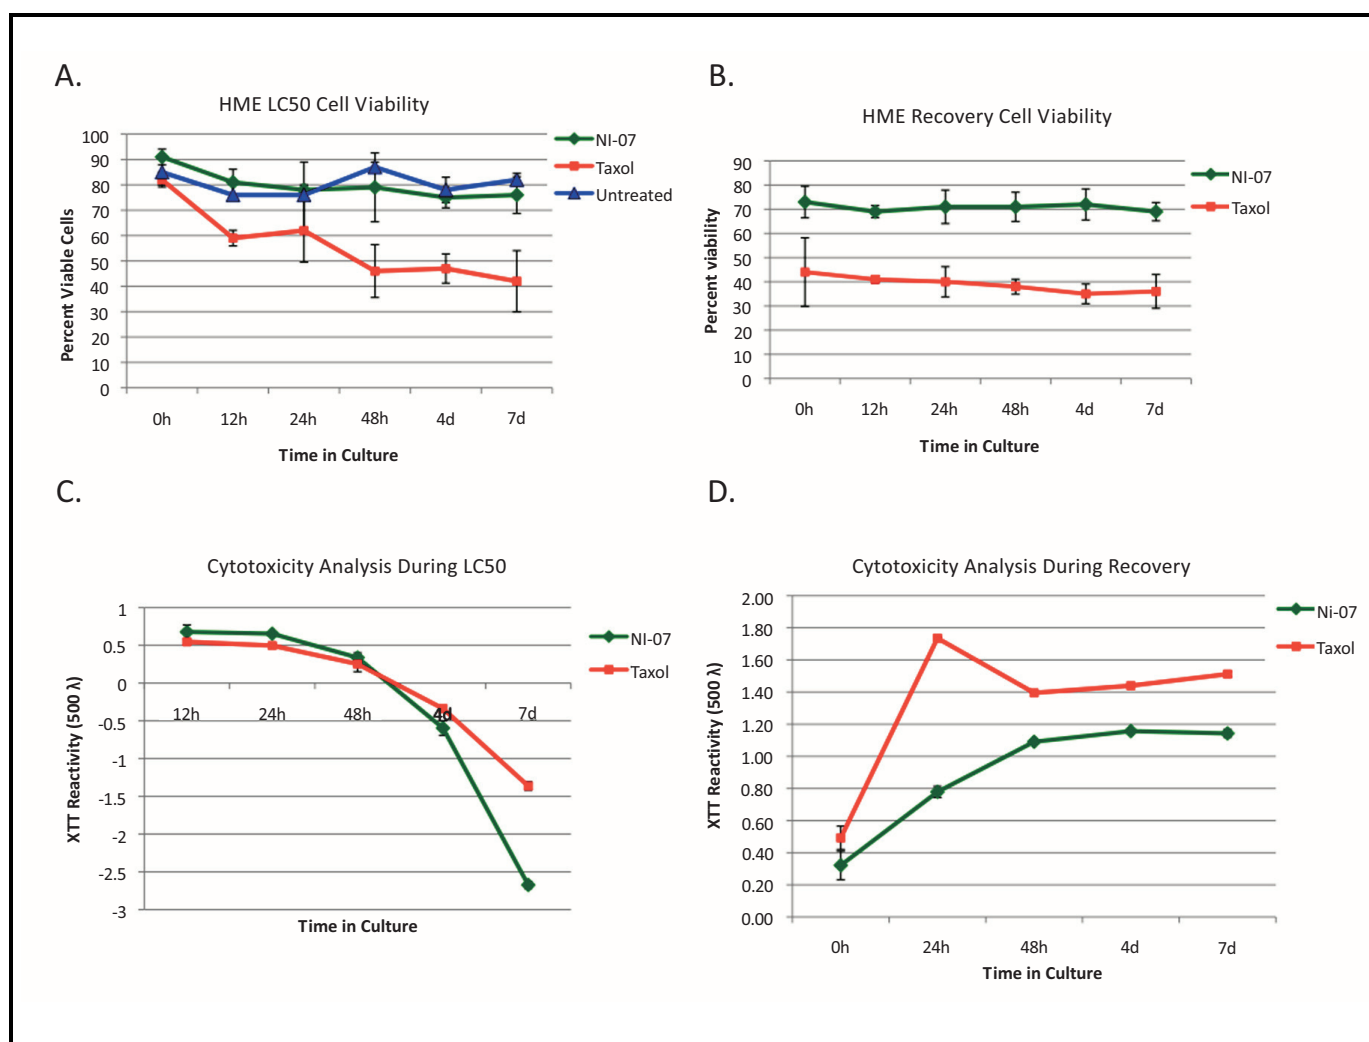 A.
HME LC50 Cell Viability
Percent Viable Cells
100
90
80
70
60
50
40
30
20
10
0
0h 12h 24h 48h 4d 7d
Time in Culture
NI-07
Taxol
Untreated
B.
HME Recovery Cell Viability
Percent viability
90
80
70
60
50
40
30
20
10
0
0h 12h 24h 48h 4d 7d
Time in Culture
NI-07
Taxol
C.
Cytotoxicity Analysis During LC50
XTT Reactivity (500 λ)
1
0.5
0
-0.5
-1
-1.5
-2
-2.5
-3
12h 24h 48h 4d 7d
Time in Culture
NI-07
Taxol
D.
Cytotoxicity Analysis During Recovery
XTT Reactivity (500 λ)
2.00
1.80
1.60
1.40
1.20
1.00
0.80
0.60
0.40
0.20
0.00
0h 24h 48h 4d 7d
Time in Culture
Ni-07
Taxol